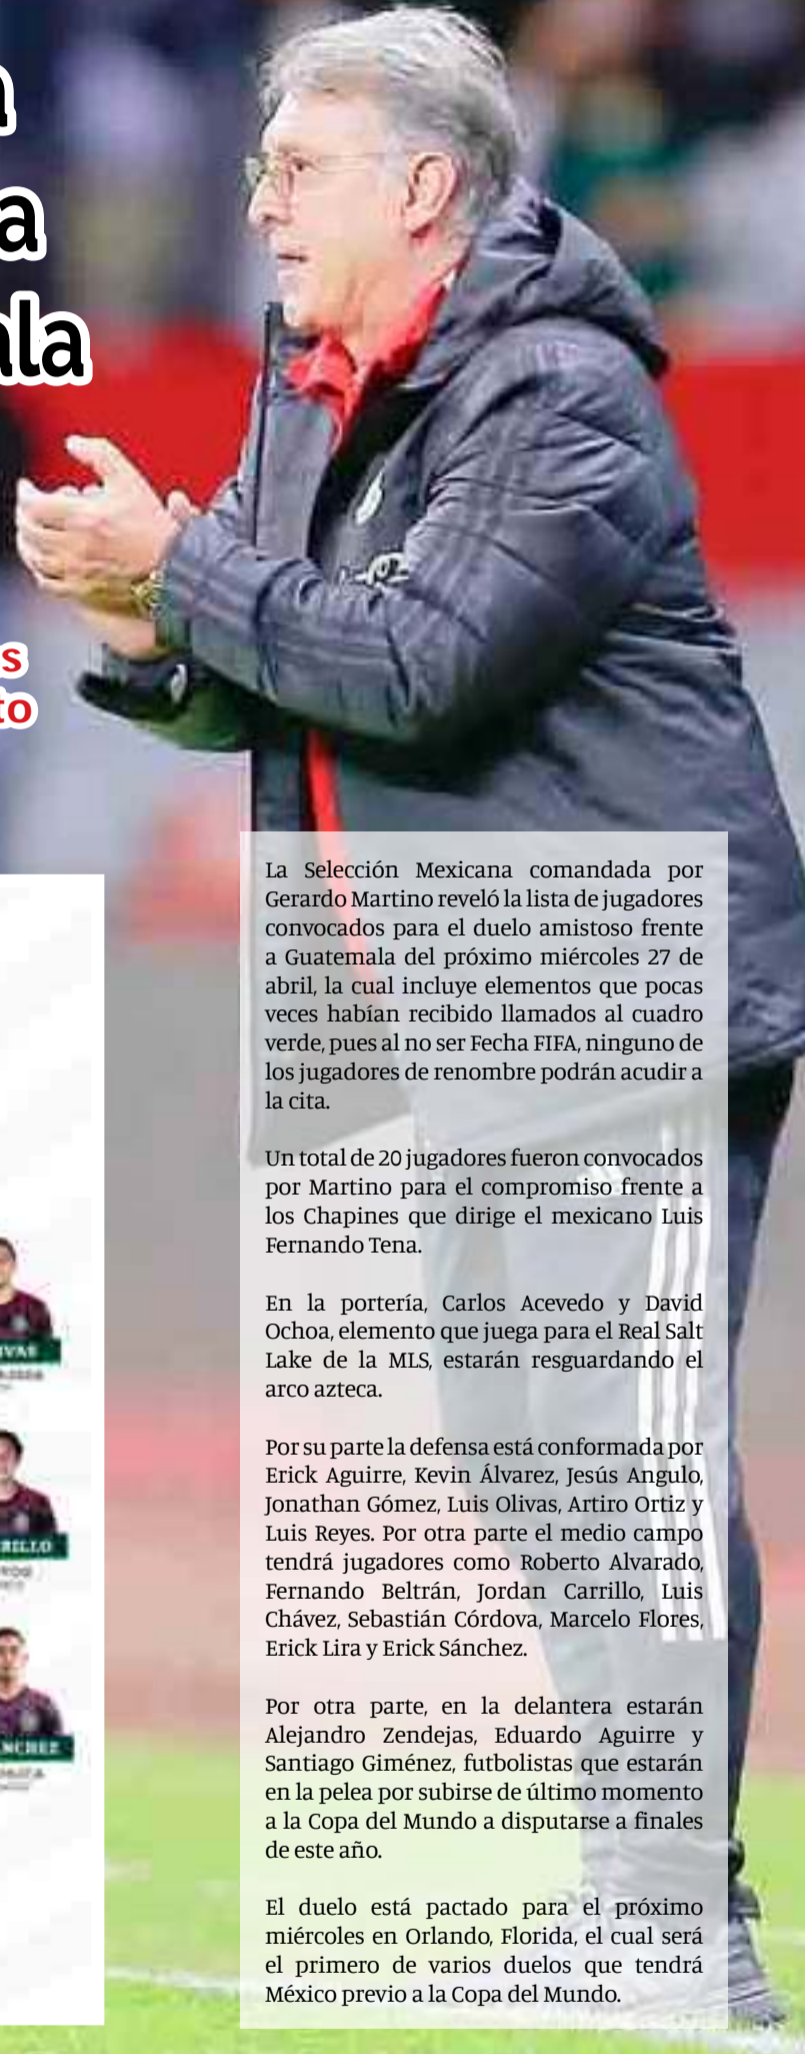 a
ala
s
to
La Selección Mexicana comandada por
Gerardo Martino reveló la lista de jugadores
convocados para el duelo amistoso frente
a Guatemala del próximo miércoles 27 de
abril, la cual incluye elementos que pocas
veces habían recibido llamados al cuadro
verde, pues al no ser Fecha FIFA, ninguno de
los jugadores de renombre podrán acudir a
la cita.
Un total de 20 jugadores fueron convocados
por Martino para el compromiso frente a
los Chapines que dirige el mexicano Luis
Fernando Tena.
En la portería, Carlos Acevedo y David
Ochoa, elemento que juega para el Real Salt
Lake de la MLS, estarán resguardando el
arco azteca.
Por su parte la defensa está conformada por
Erick Aguirre, Kevin Álvarez, Jesús Angulo,
Jonathan Gómez, Luis Olivas, Artiro Ortiz y
Luis Reyes. Por otra parte el medio campo
tendrá jugadores como Roberto Alvarado,
Fernando Beltrán, Jordan Carrillo, Luis
Chávez, Sebastián Córdova, Marcelo Flores,
Erick Lira y Erick Sánchez.
Por otra parte, en la delantera estarán
Alejandro Zendejas, Eduardo Aguirre y
Santiago Giménez, futbolistas que estarán
en la pelea por subirse de último momento
a la Copa del Mundo a disputarse a finales
de este año.
El duelo está pactado para el próximo
miércoles en Orlando, Florida, el cual será
el primero de varios duelos que tendrá
México previo a la Copa del Mundo.
IVAS
RILLO
NCHEZ